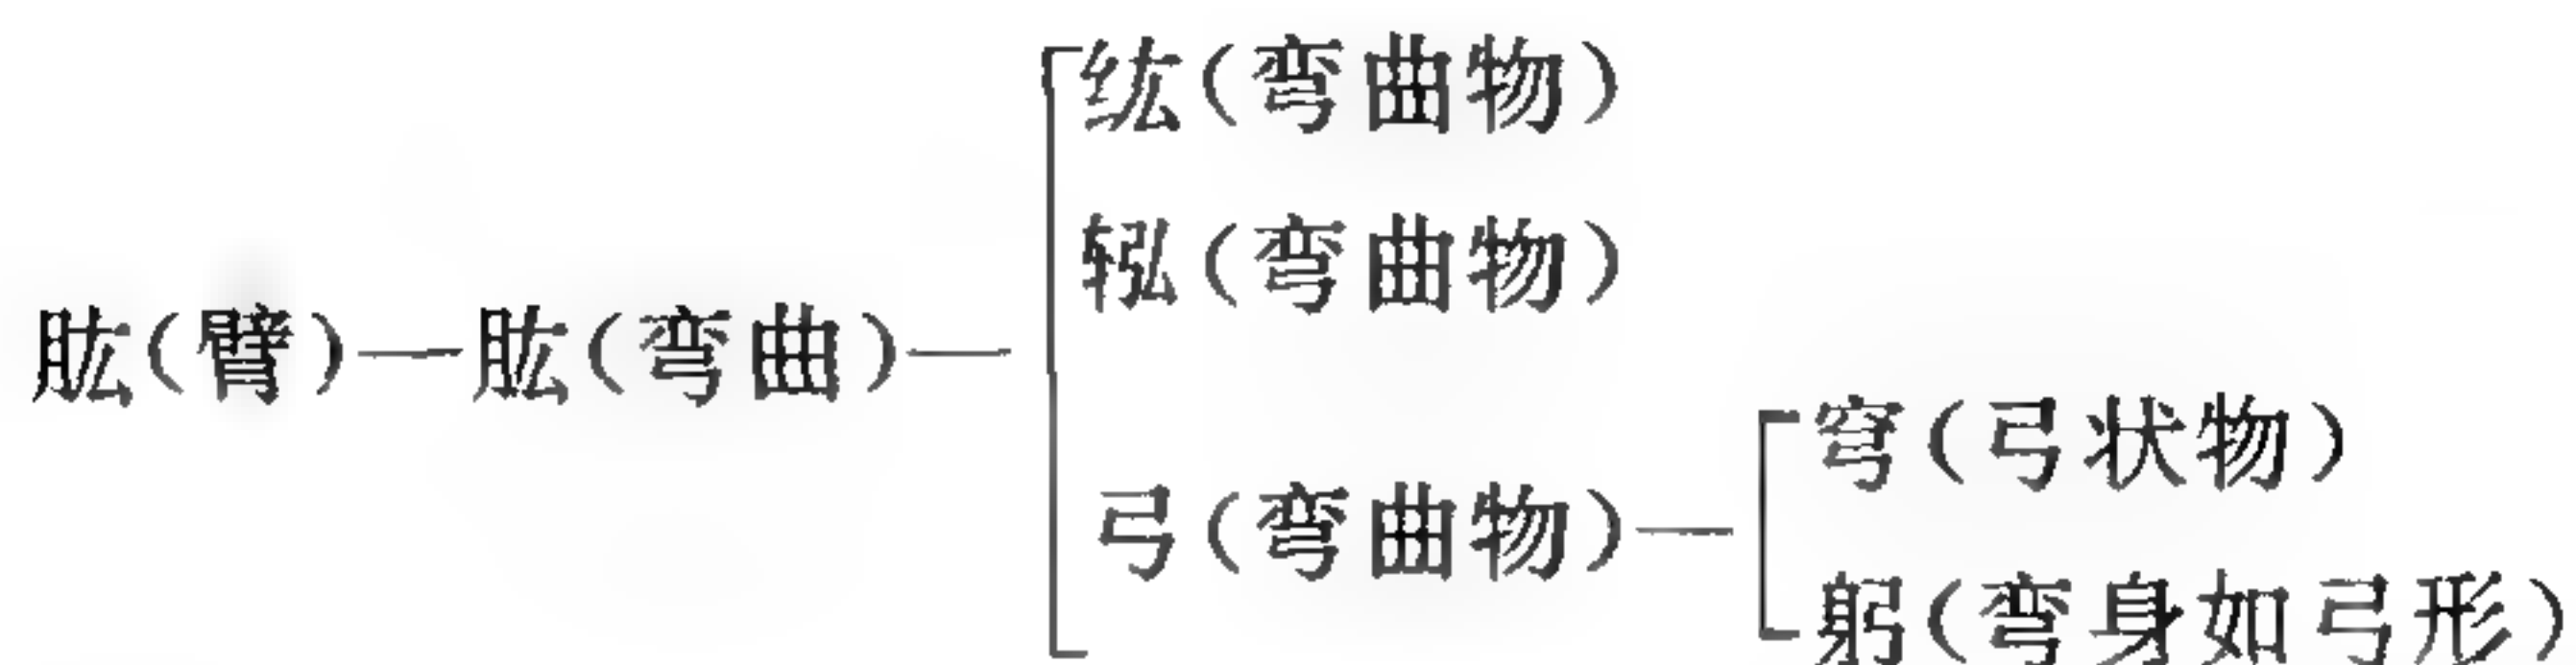 纮(弯曲物)
䡌(弯曲物)
肱(臂)—肱(弯曲)—
穹(弓状物)
弓(弯曲物)—
躬(弯身如弓形)